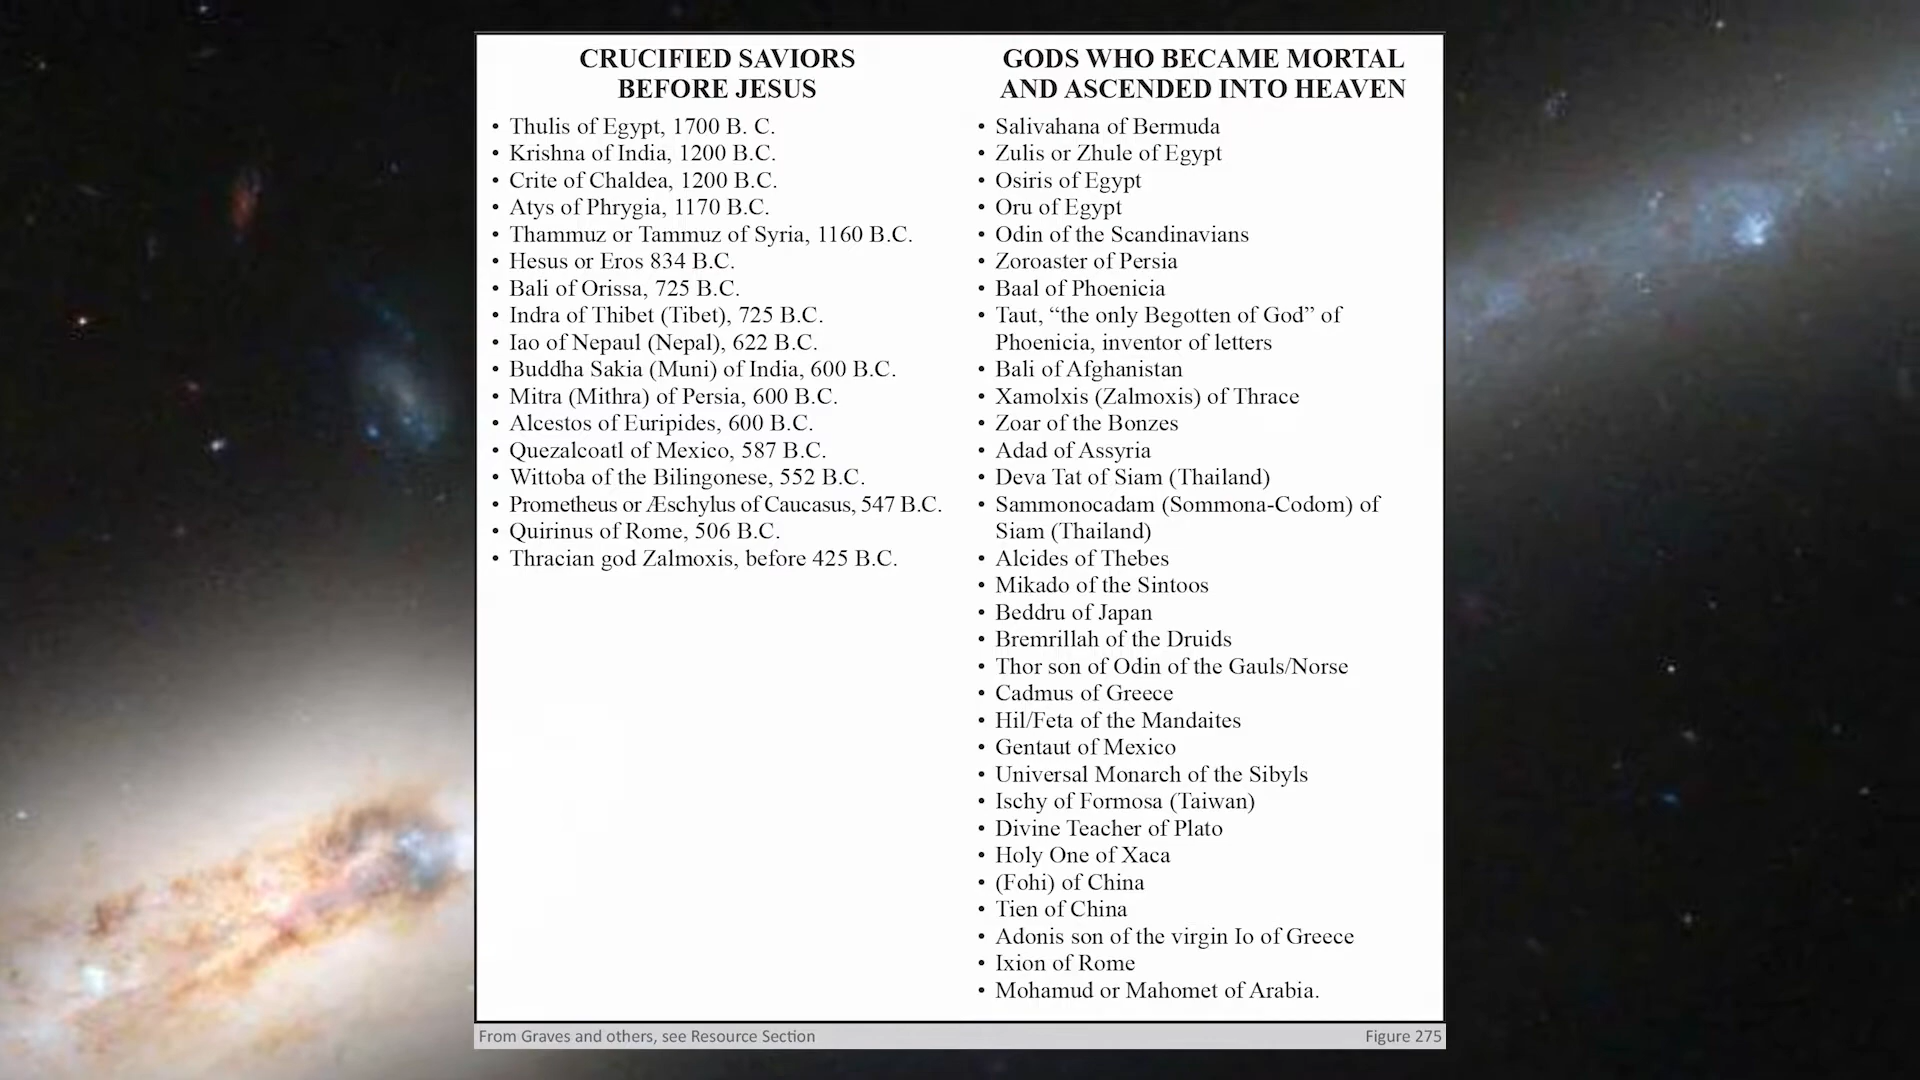 CRUCIFIED SAVIORS
BEFORE JESUS
• Thulis of Egypt, 1700 B. C.
• Krishna of India, 1200 B.C.
• Crite of Chaldea, 1200 B.C.
• Atys of Phrygia, 1170 B.C.
• Thammuz or Tammuz of Syria, 1160 B.C.
• Hesus or Eros 834 B.C.
• Bali of Orissa, 725 B.C.
• Indra of Thibet (Tibet), 725 B.C.
• Iao of Nepaul (Nepal), 622 B.C.
• Buddha Sakia (Muni) of India, 600 B.C.
• Mitra (Mithra) of Persia, 600 B.C.
• Alcestos of Euripides, 600 B.C.
• Quezalcoatl of Mexico, 587 B.C.
• Wittoba of the Bilingonese, 552 B.C.
• Prometheus or Æschylus of Caucasus, 547 B.C.
• Quirinus of Rome, 506 B.C.
• Thracian god Zalmoxis, before 425 B.C.
GODS WHO BECAME MORTAL
AND ASCENDED INTO HEAVEN
• Salivahana of Bermuda
• Zulis or Zhule of Egypt
• Osiris of Egypt
• Oru of Egypt
• Odin of the Scandinavians
• Zoroaster of Persia
• Baal of Phoenicia
• Taut, “the only Begotten of God” of
Phoenicia, inventor of letters
• Bali of Afghanistan
• Xamolxis (Zalmoxis) of Thrace
• Zoar of the Bonzes
• Adad of Assyria
• Deva Tat of Siam (Thailand)
• Sammonocadam (Sommona-Codom) of
Siam (Thailand)
• Alcides of Thebes
• Mikado of the Sintoos
• Beddru of Japan
• Bremrillah of the Druids
• Thor son of Odin of the Gauls/Norse
• Cadmus of Greece
• Hil/Feta of the Mandaites
• Gentaut of Mexico
• Universal Monarch of the Sibyls
• Ischy of Formosa (Taiwan)
• Divine Teacher of Plato
• Holy One of Xaca
• (Fohi) of China
• Tien of China
• Adonis son of the virgin Io of Greece
• Ixion of Rome
• Mohamud or Mahomet of Arabia.
From Graves and others, see Resource Section
Figure 275